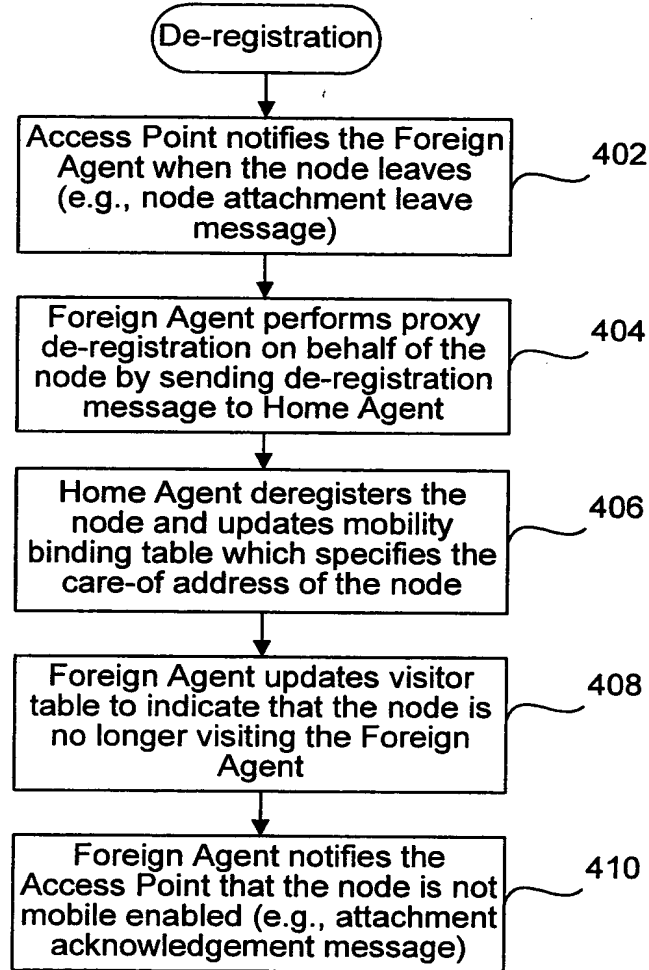 De-registration
Access Point notifies the Foreign
Agent when the node leaves
(e.g., node attachment leave
message)
402
Foreign Agent performs proxy
de-registration on behalf of the
node by sending de-registration
message to Home Agent
404
Home Agent deregisters the
node and updates mobility
binding table which specifies the
care-of address of the node
406
Foreign Agent updates visitor
table to indicate that the node is
no longer visiting the Foreign
Agent
408
Foreign Agent notifies the
Access Point that the node is not
mobile enabled (e.g., attachment
acknowledgement message)
410